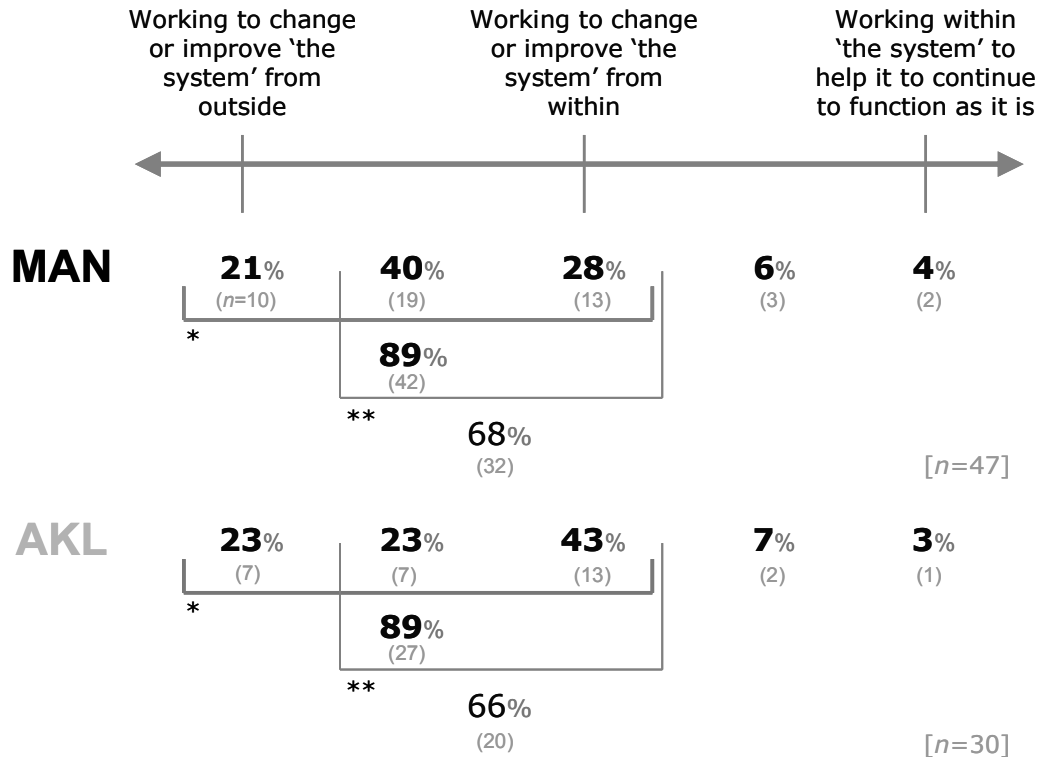 Working to change
or improve ‘the
system’ from
outside
Working to change
or improve ‘the
system’ from
within
Working within
‘the system’ to
help it to continue
to function as it is
MAN
21% 40% 28% 6% 4%
(n=10) (19) (13) (3) (2)
*
89%
(42)
**
68%
(32)
[n=47]
AKL
23% 23% 43% 7% 3%
(7) (7) (13) (2) (1)
*
89%
(27)
**
66%
(20)
[n=30]